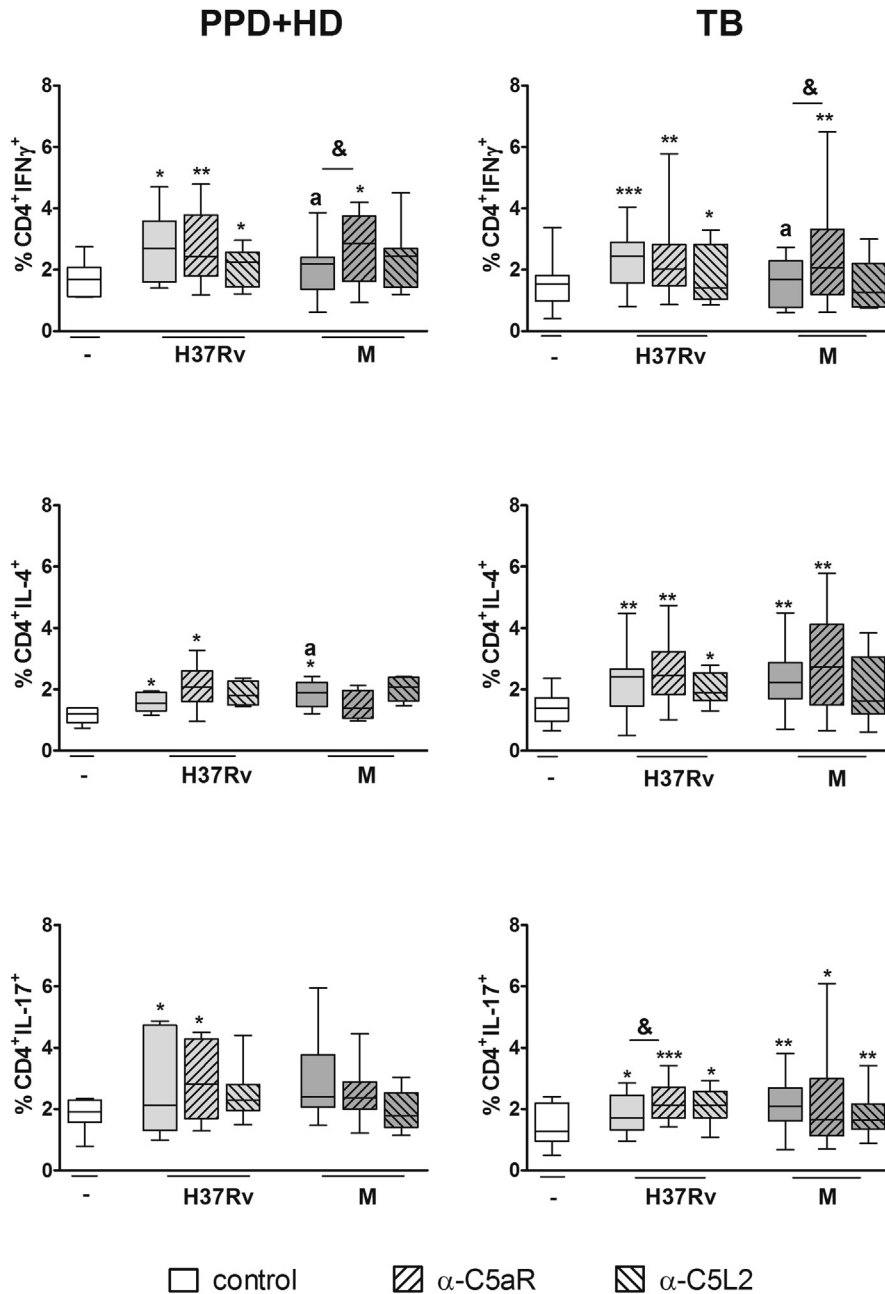 PPD+HD TB
8
6
4
2
0
% CD4+IFNγ+
* ** * a & *
- H37Rv M
8
6
4
2
0
% CD4+IFNγ+
*** ** * a & **
- H37Rv M
8
6
4
2
0
% CD4+IL-4+
* * a *
- H37Rv M
8
6
4
2
0
% CD4+IL-4+
** ** * ** **
- H37Rv M
8
6
4
2
0
% CD4+IL-17+
* *
- H37Rv M
8
6
4
2
0
% CD4+IL-17+
* & *** * ** * **
- H37Rv M
control α-C5aR α-C5L2